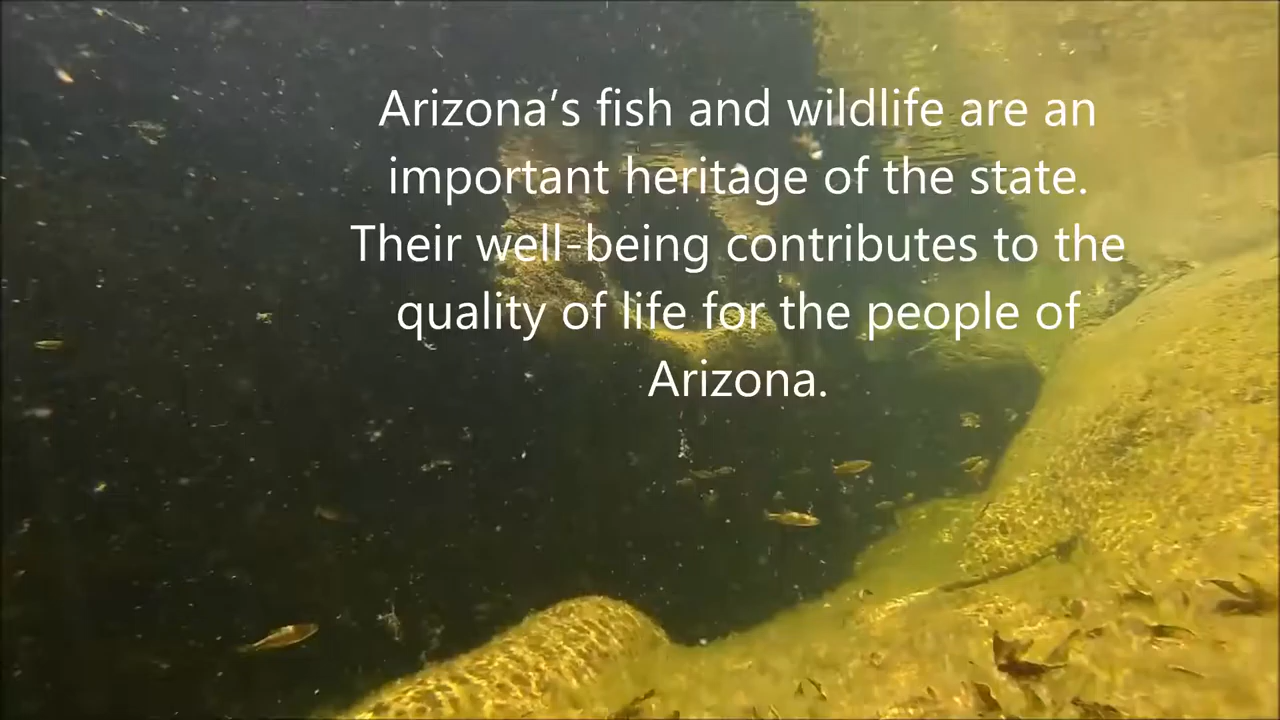 Arizona’s fish and wildlife are an
important heritage of the state.
Their well-being contributes to the
quality of life for the people of
Arizona.